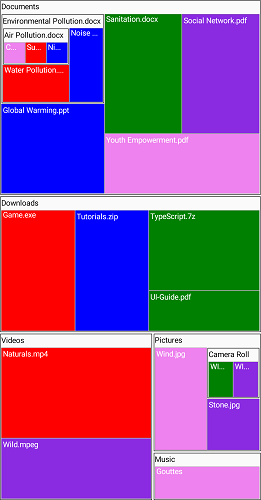 Documents
Environmental Pollution.docx
Air Pollution.docx
C...
Su...
Ni...
Water Pollution....
Noise ...
Global Warming.ppt
Sanitation.docx
Social Network.pdf
Youth Empowerment.pdf
Downloads
Game.exe
Tutorials.zip
TypeScript.7z
UI-Guide.pdf
Videos
Naturals.mp4
Wild.mpeg
Pictures
Wind.jpg
Camera Roll
WI...
WI...
Stone.jpg
Music
Gouttes